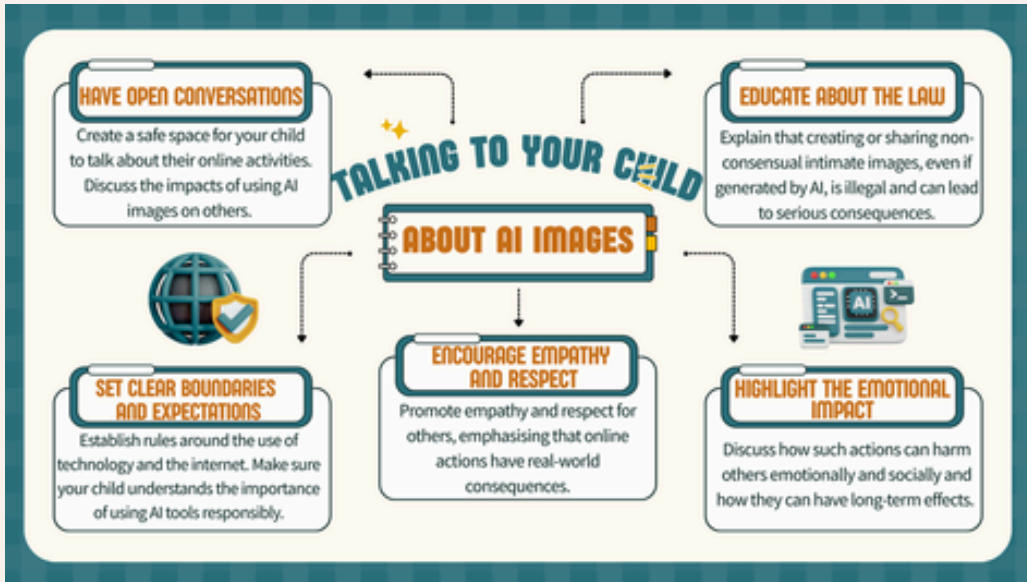 TALKING TO YOUR CHILD
ABOUT AI IMAGES
HAVE OPEN CONVERSATIONS
Create a safe space for your child
to talk about their online activities.
Discuss the impacts of using AI
images on others.
EDUCATE ABOUT THE LAW
Explain that creating or sharing non-
consensual intimate images, even if
generated by AI, is illegal and can lead
to serious consequences.
SET CLEAR BOUNDARIES
AND EXPECTATIONS
Establish rules around the use of
technology and the internet. Make sure
your child understands the importance
of using AI tools responsibly.
ENCOURAGE EMPATHY
AND RESPECT
Promote empathy and respect for
others, emphasising that online
actions have real-world
consequences.
AI
HIGHLIGHT THE EMOTIONAL
IMPACT
Discuss how such actions can harm
others emotionally and socially and
how they can have long-term effects.